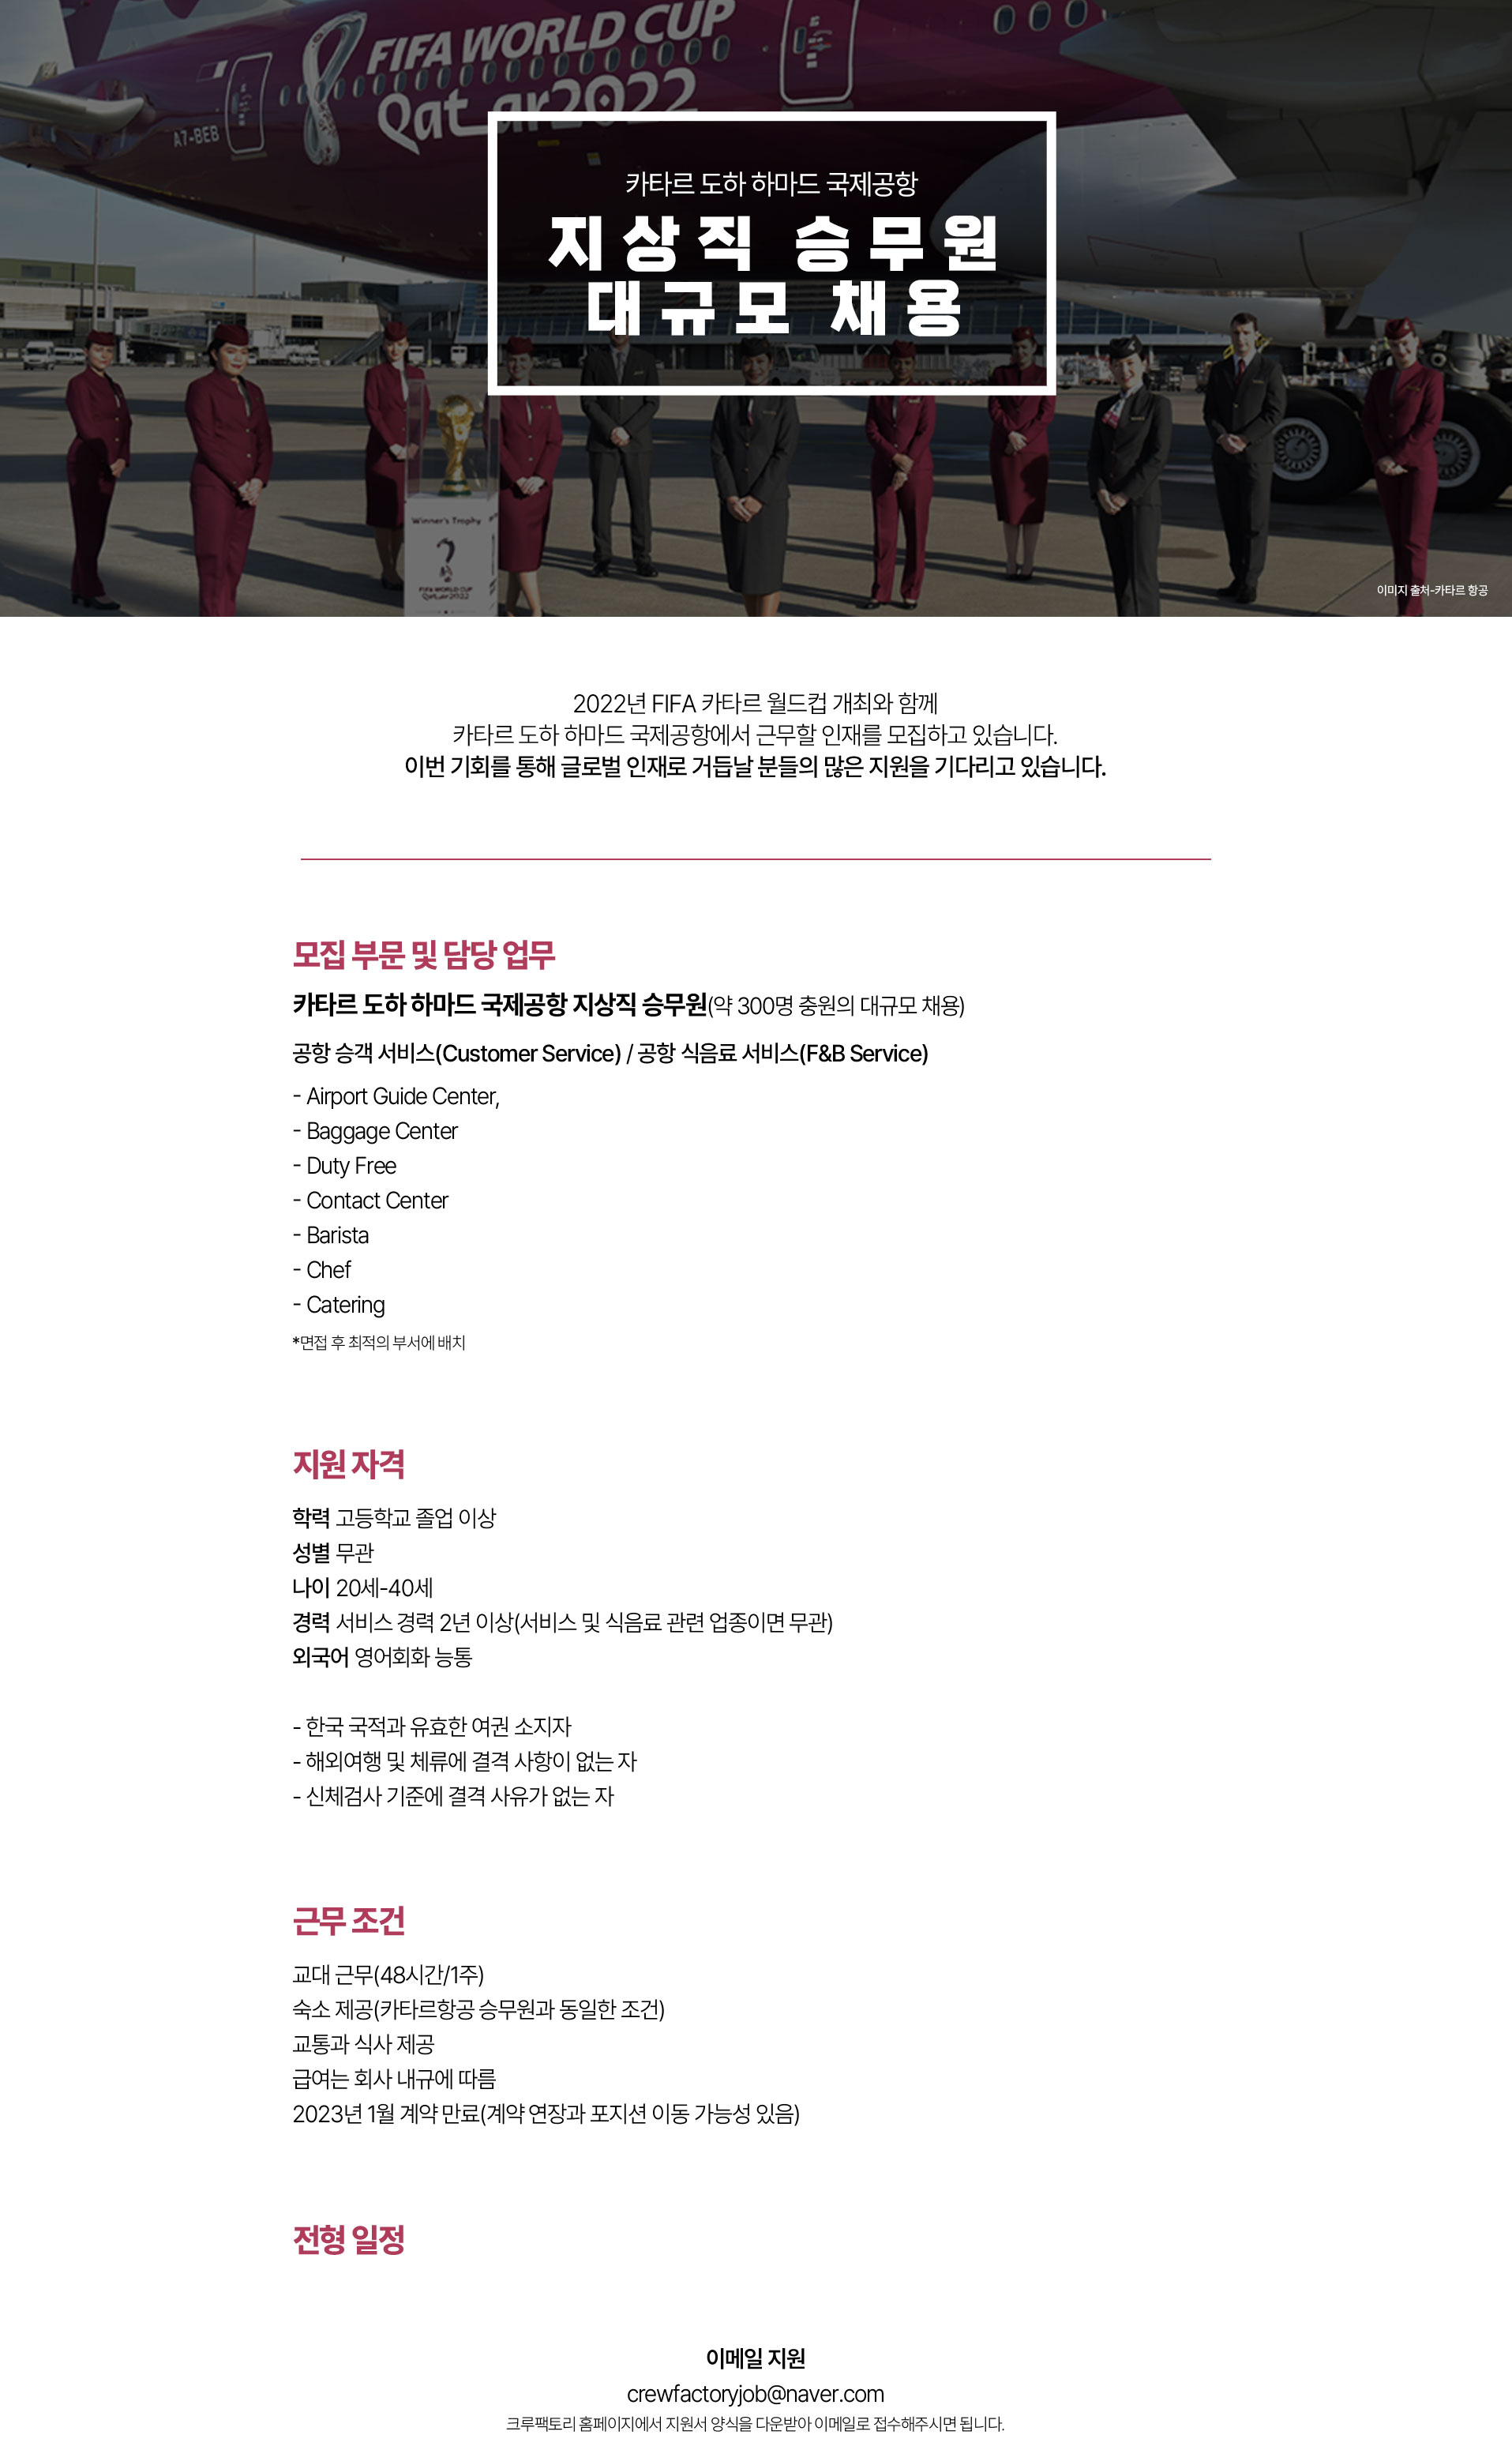 FIFA WORLD CUP
Qatar2022
A7-BEB
카타르 도하 하마드 국제공항
지상직 승무원
대규모 채용
Winner's Trophy
FIFA WORLD CUP
Qatar2022
이미지 출처-카타르 항공
2022년 FIFA 카타르 월드컵 개최와 함께
카타르 도하 하마드 국제공항에서 근무할 인재를 모집하고 있습니다.
이번 기회를 통해 글로벌 인재로 거듭날 분들의 많은 지원을 기다리고 있습니다.
모집 부문 및 담당 업무
카타르 도하 하마드 국제공항 지상직 승무원(약 300명 충원의 대규모 채용)
공항 승객 서비스(Customer Service) / 공항 식음료 서비스(F&B Service)
- Airport Guide Center,
- Baggage Center
- Duty Free
- Contact Center
- Barista
- Chef
- Catering
*면접 후 최적의 부서에 배치
지원 자격
학력 고등학교 졸업 이상
성별 무관
나이 20세-40세
경력 서비스 경력 2년 이상(서비스 및 식음료 관련 업종이면 무관)
외국어 영어회화 능통
- 한국 국적과 유효한 여권 소지자
- 해외여행 및 체류에 결격 사항이 없는 자
- 신체검사 기준에 결격 사유가 없는 자
근무 조건
교대 근무(48시간/1주)
숙소 제공(카타르항공 승무원과 동일한 조건)
교통과 식사 제공
급여는 회사 내규에 따름
2023년 1월 계약 만료(계약 연장과 포지션 이동 가능성 있음)
전형 일정
이메일 지원
crewfactoryjob@naver.com
크루팩토리 홈페이지에서 지원서 양식을 다운받아 이메일로 접수해주시면 됩니다.